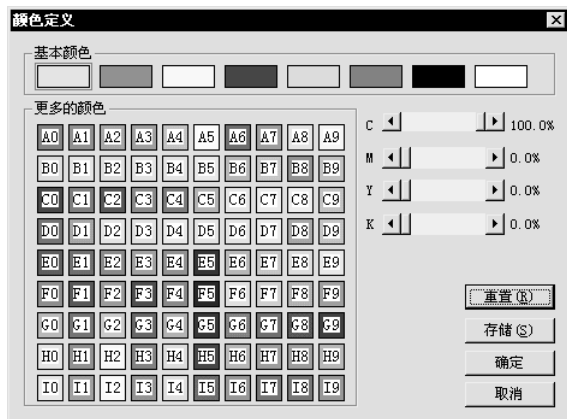 颜色定义
基本颜色
更多的颜色
A0 A1 A2 A3 A4 A5 A6 A7 A8 A9
B0 B1 B2 B3 B4 B5 B6 B7 B8 B9
C0 C1 C2 C3 C4 C5 C6 C7 C8 C9
D0 D1 D2 D3 D4 D5 D6 D7 D8 D9
E0 E1 E2 E3 E4 E5 E6 E7 E8 E9
F0 F1 F2 F3 F4 F5 F6 F7 F8 F9
G0 G1 G2 G3 G4 G5 G6 G7 G8 G9
H0 H1 H2 H3 H4 H5 H6 H7 H8 H9
I0 I1 I2 I3 I4 I5 I6 I7 I8 I9
C 100.0%
M 0.0%
Y 0.0%
K 0.0%
重置(R)
存储(S)
确定
取消